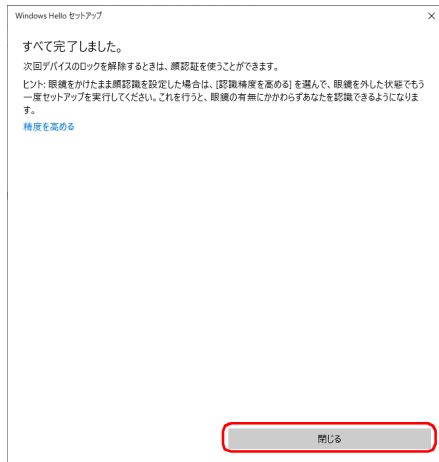 Windows Hello セットアップ
すべて完了しました。
次回デバイスのロックを解除するときは、顔認証を使うことができます。
ヒント: 眼鏡をかけたまま顔認識を設定した場合は、[認識精度を高める] を選んで、眼鏡を外した状態でもう
一度セットアップを実行してください。これを行うと、眼鏡の有無にかかわらずあなたを認識できるようになりま
す。
精度を高める
閉じる